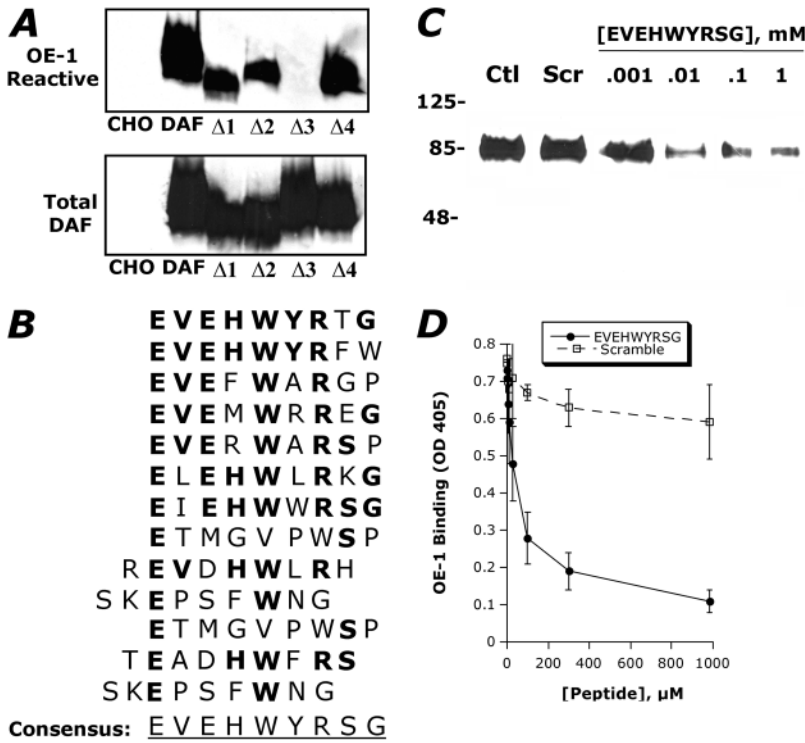 A
OE-1
Reactive
CHO DAF Δ1 Δ2 Δ3 Δ4
Total
DAF
CHO DAF Δ1 Δ2 Δ3 Δ4
B
E V E H W Y R T G
E V E H W Y R F W
E V E F W A R G P
E V E M W R R E G
E V E R W A R S P
E L E H W L R K G
E I E H W W R S G
E T M G V P W S P
R E V D H W L R H
S K E P S F W N G
E T M G V P W S P
T E A D H W F R S
S K E P S F W N G
Consensus: E V E H W Y R S G
C
[EVEHWYRSG], mM
Ctl Scr .001 .01 .1 1
125-
85-
48-
D
EVEHWYRSG
Scramble
OE-1 Binding (OD 405)
0.8
0.7
0.6
0.5
0.4
0.3
0.2
0.1
0
0 200 400 600 800 1000
[Peptide], µM